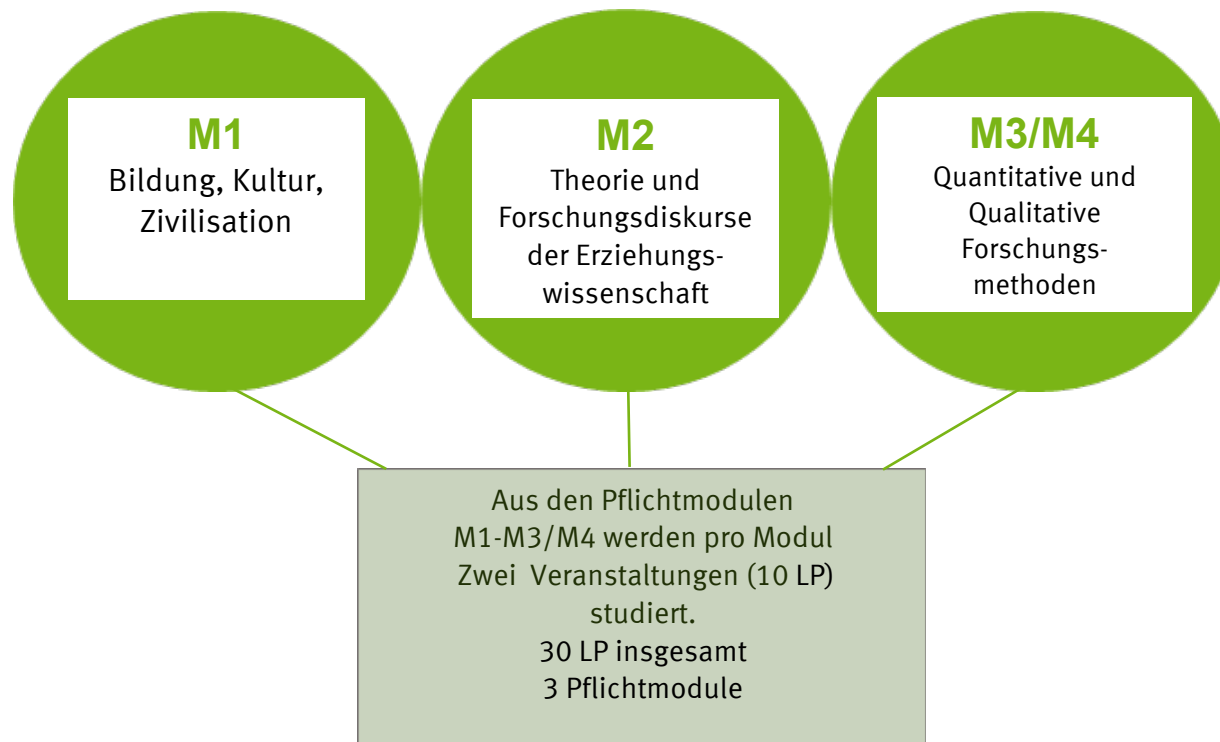 M1
Bildung, Kultur,
Zivilisation
M2
Theorie und
Forschungsdiskurse
der Erziehungs-
wissenschaft
M3/M4
Quantitative und
Qualitative
Forschungs-
methoden
Aus den Pflichtmodulen
M1-M3/M4 werden pro Modul
Zwei Veranstaltungen (10 LP)
studiert.
30 LP insgesamt
3 Pflichtmodule